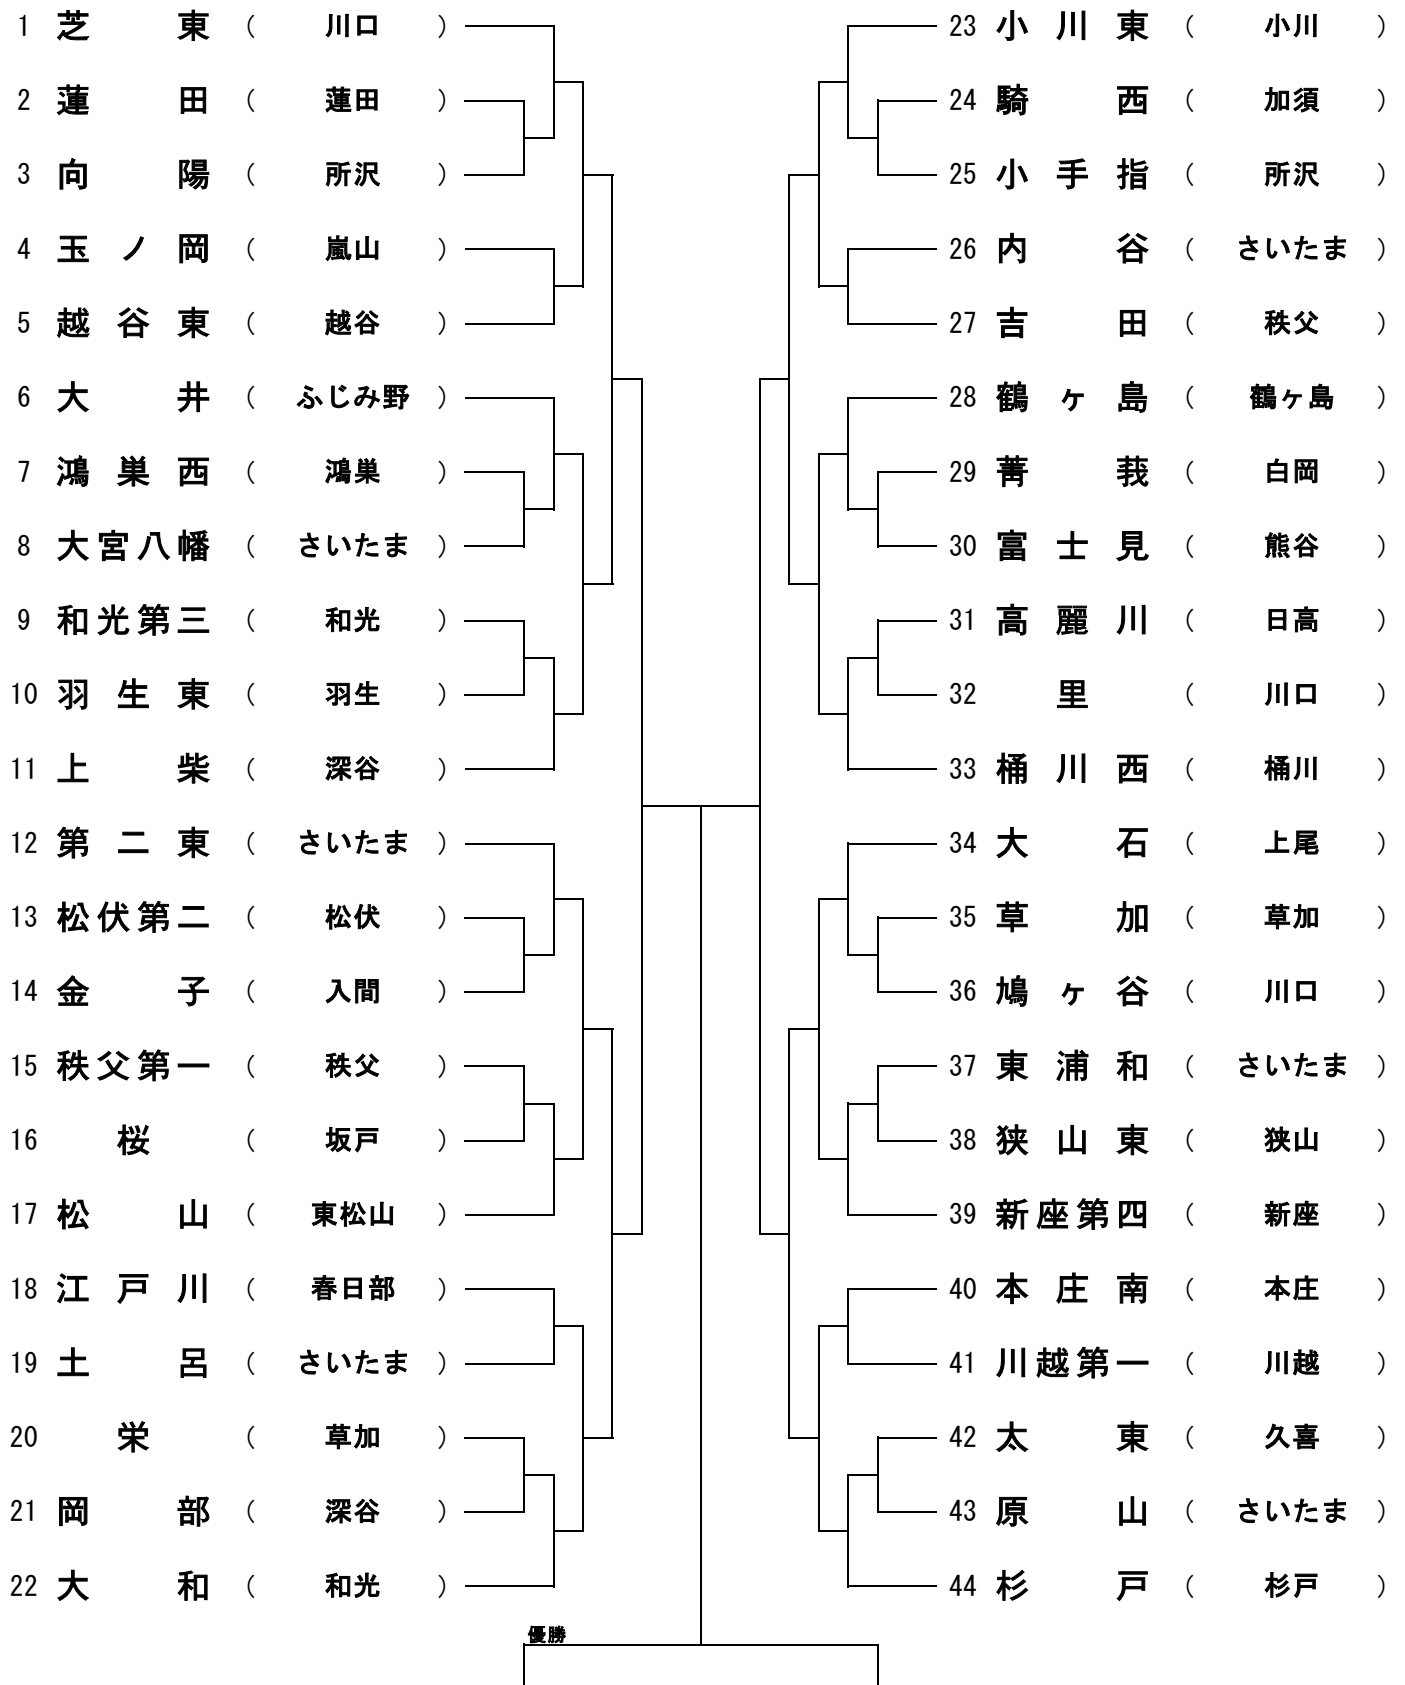 1 芝東 ( 川口 )
2 蓮田 ( 蓮田 )
3 向陽 ( 所沢 )
4 玉ノ岡 ( 嵐山 )
5 越谷東 ( 越谷 )
6 大井 ( ふじみ野 )
7 鴻巣西 ( 鴻巣 )
8 大宮八幡 ( さいたま )
9 和光第三 ( 和光 )
10 羽生東 ( 羽生 )
11 上柴 ( 深谷 )
12 第二東 ( さいたま )
13 松伏第二 ( 松伏 )
14 金子 ( 入間 )
15 秩父第一 ( 秩父 )
16 桜 ( 坂戸 )
17 松山 ( 東松山 )
18 江戸川 ( 春日部 )
19 土呂 ( さいたま )
20 栄 ( 草加 )
21 岡部 ( 深谷 )
22 大和 ( 和光 )
23 小川東 ( 小川 )
24 騎西 ( 加須 )
25 小手指 ( 所沢 )
26 内谷 ( さいたま )
27 吉田 ( 秩父 )
28 鶴ヶ島 ( 鶴ヶ島 )
29 菁莪 ( 白岡 )
30 富士見 ( 熊谷 )
31 高麗川 ( 日高 )
32 里 ( 川口 )
33 桶川西 ( 桶川 )
34 大石 ( 上尾 )
35 草加 ( 草加 )
36 鳩ヶ谷 ( 川口 )
37 東浦和 ( さいたま )
38 狭山東 ( 狭山 )
39 新座第四 ( 新座 )
40 本庄南 ( 本庄 )
41 川越第一 ( 川越 )
42 太東 ( 久喜 )
43 原山 ( さいたま )
44 杉戸 ( 杉戸 )
優勝